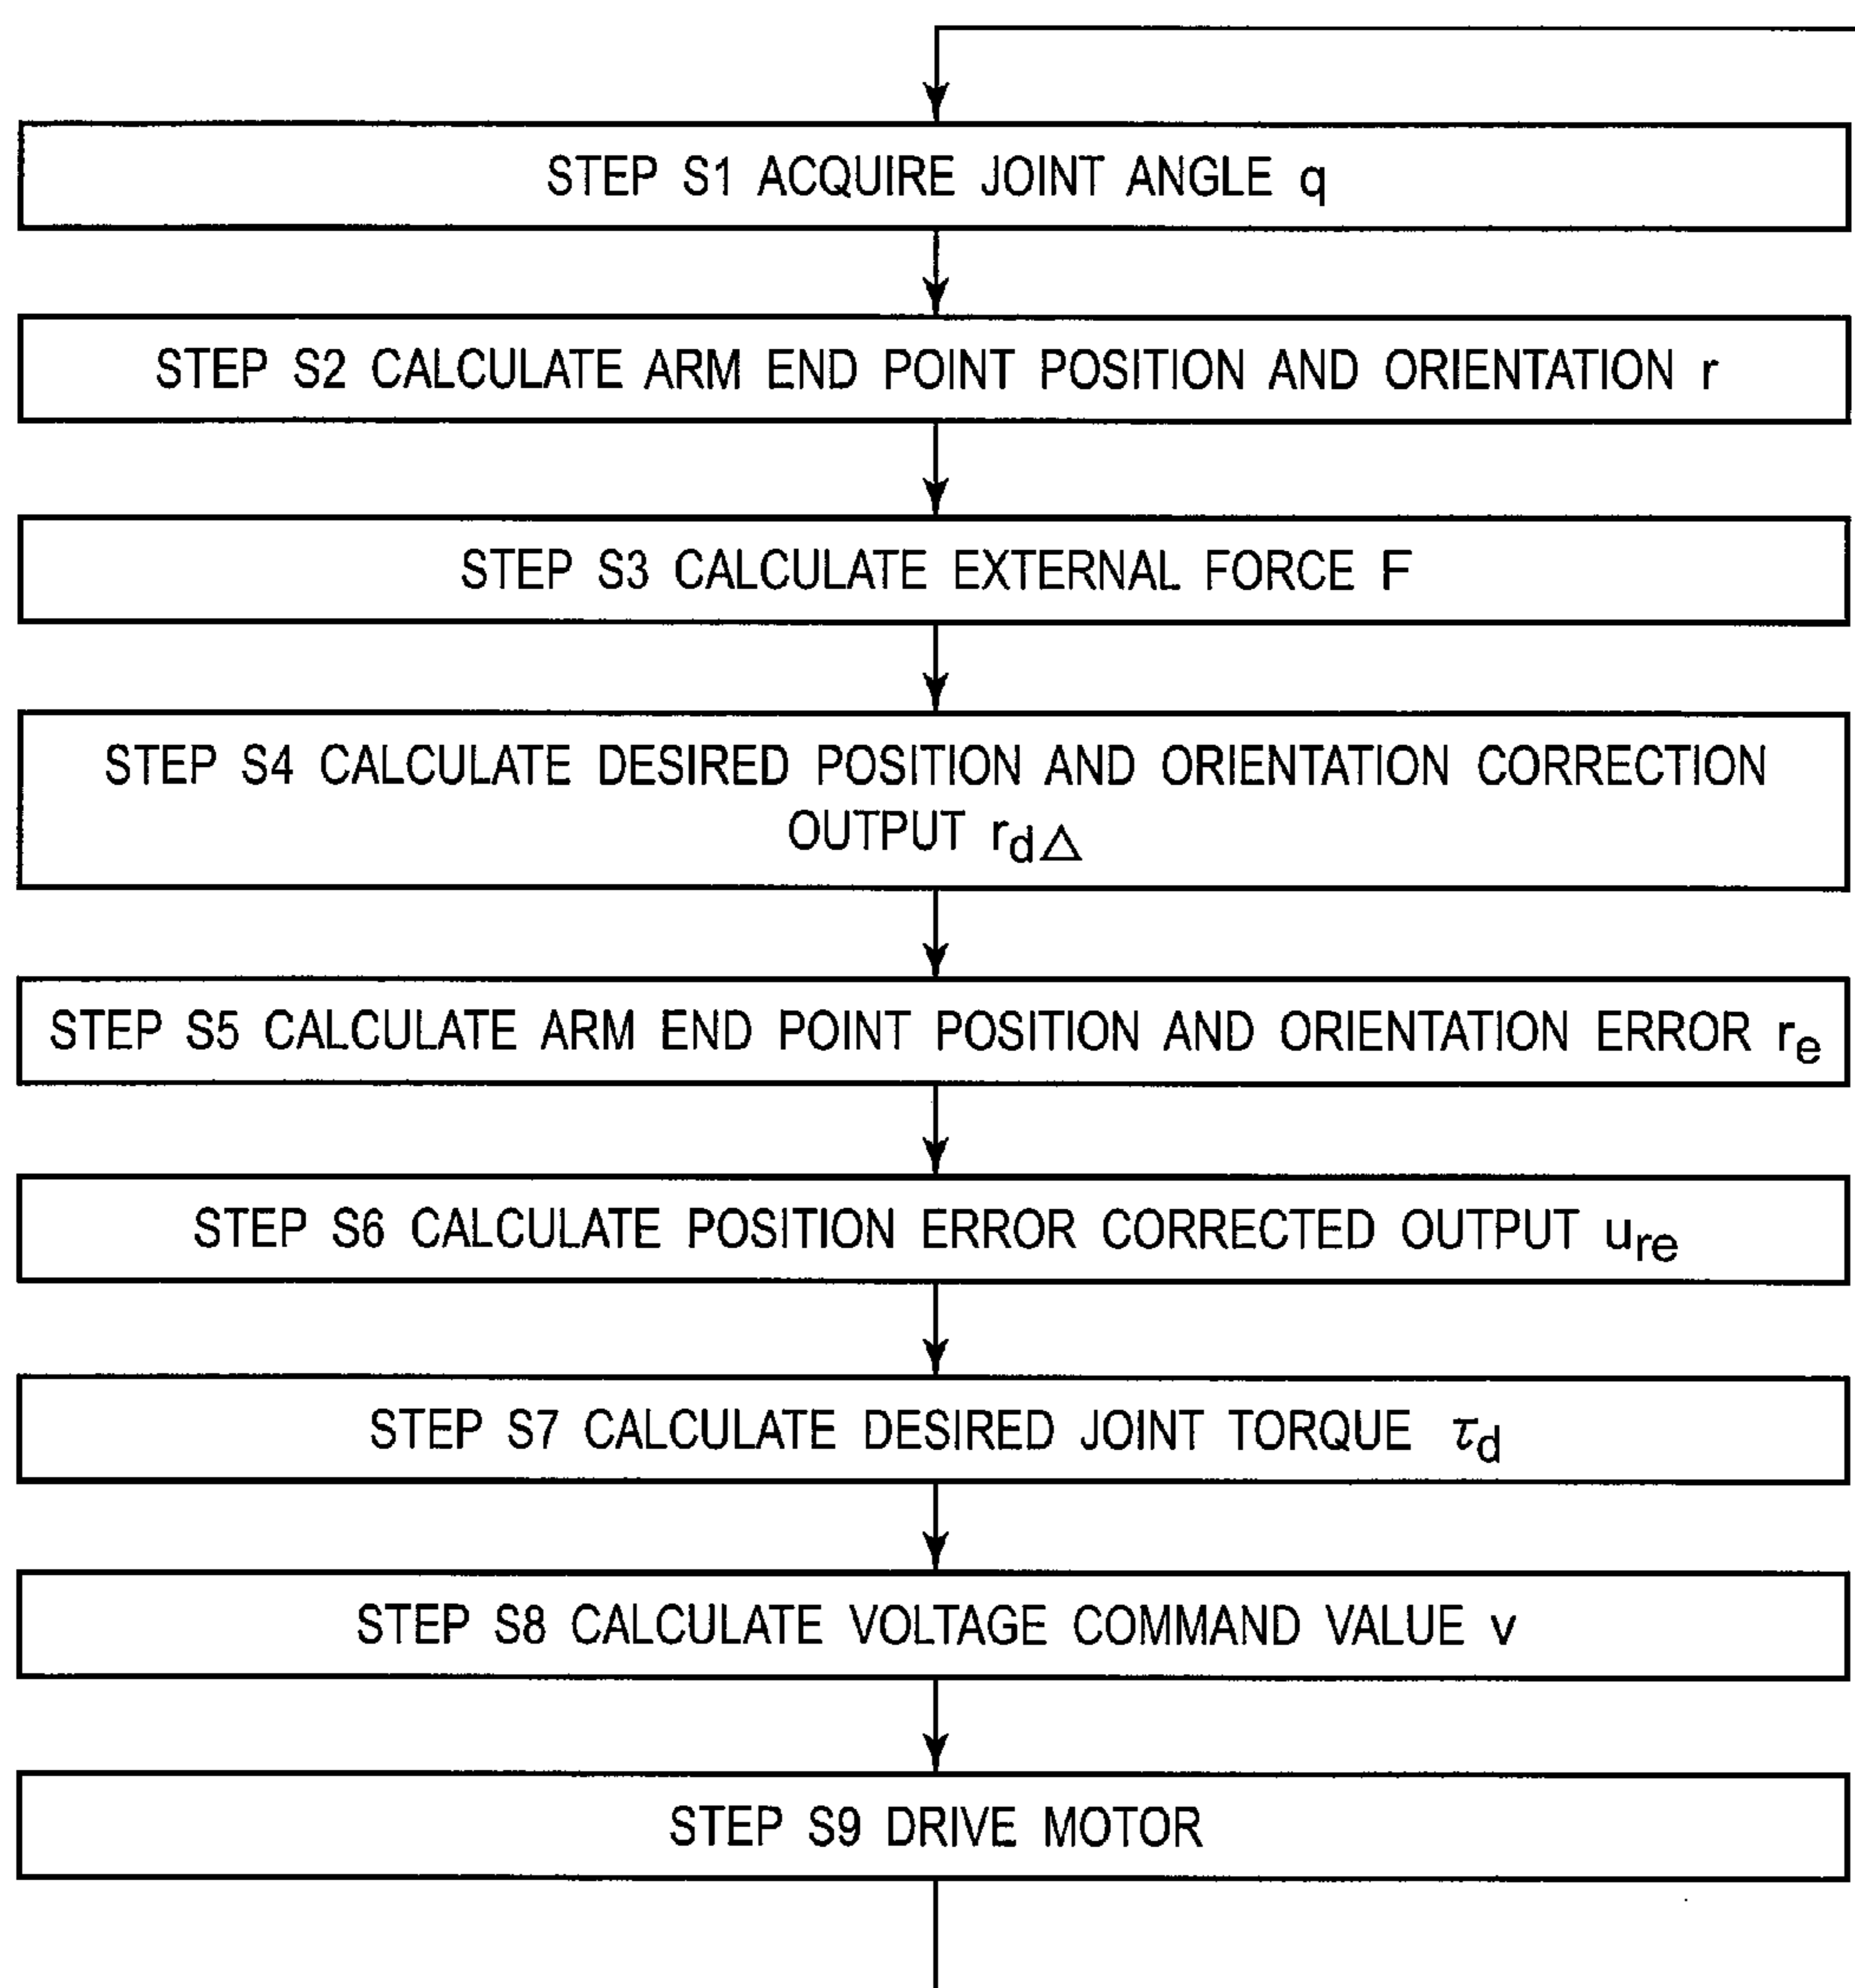 STEP S1 ACQUIRE JOINT ANGLE q
STEP S2 CALCULATE ARM END POINT POSITION AND ORIENTATION r
STEP S3 CALCULATE EXTERNAL FORCE F
STEP S4 CALCULATE DESIRED POSITION AND ORIENTATION CORRECTION
OUTPUT rd△
STEP S5 CALCULATE ARM END POINT POSITION AND ORIENTATION ERROR re
STEP S6 CALCULATE POSITION ERROR CORRECTED OUTPUT ure
STEP S7 CALCULATE DESIRED JOINT TORQUE τd
STEP S8 CALCULATE VOLTAGE COMMAND VALUE v
STEP S9 DRIVE MOTOR